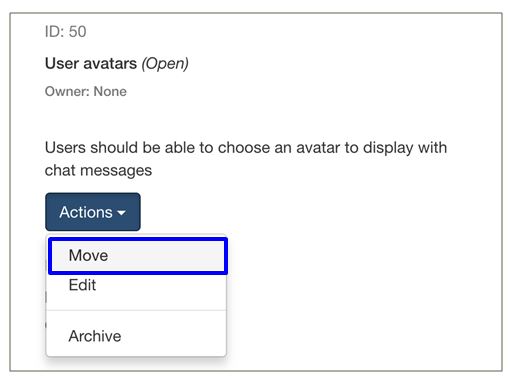 ID: 50
User avatars (Open)
Owner: None
Users should be able to choose an avatar to display with
chat messages
Actions
Move
Edit
Archive